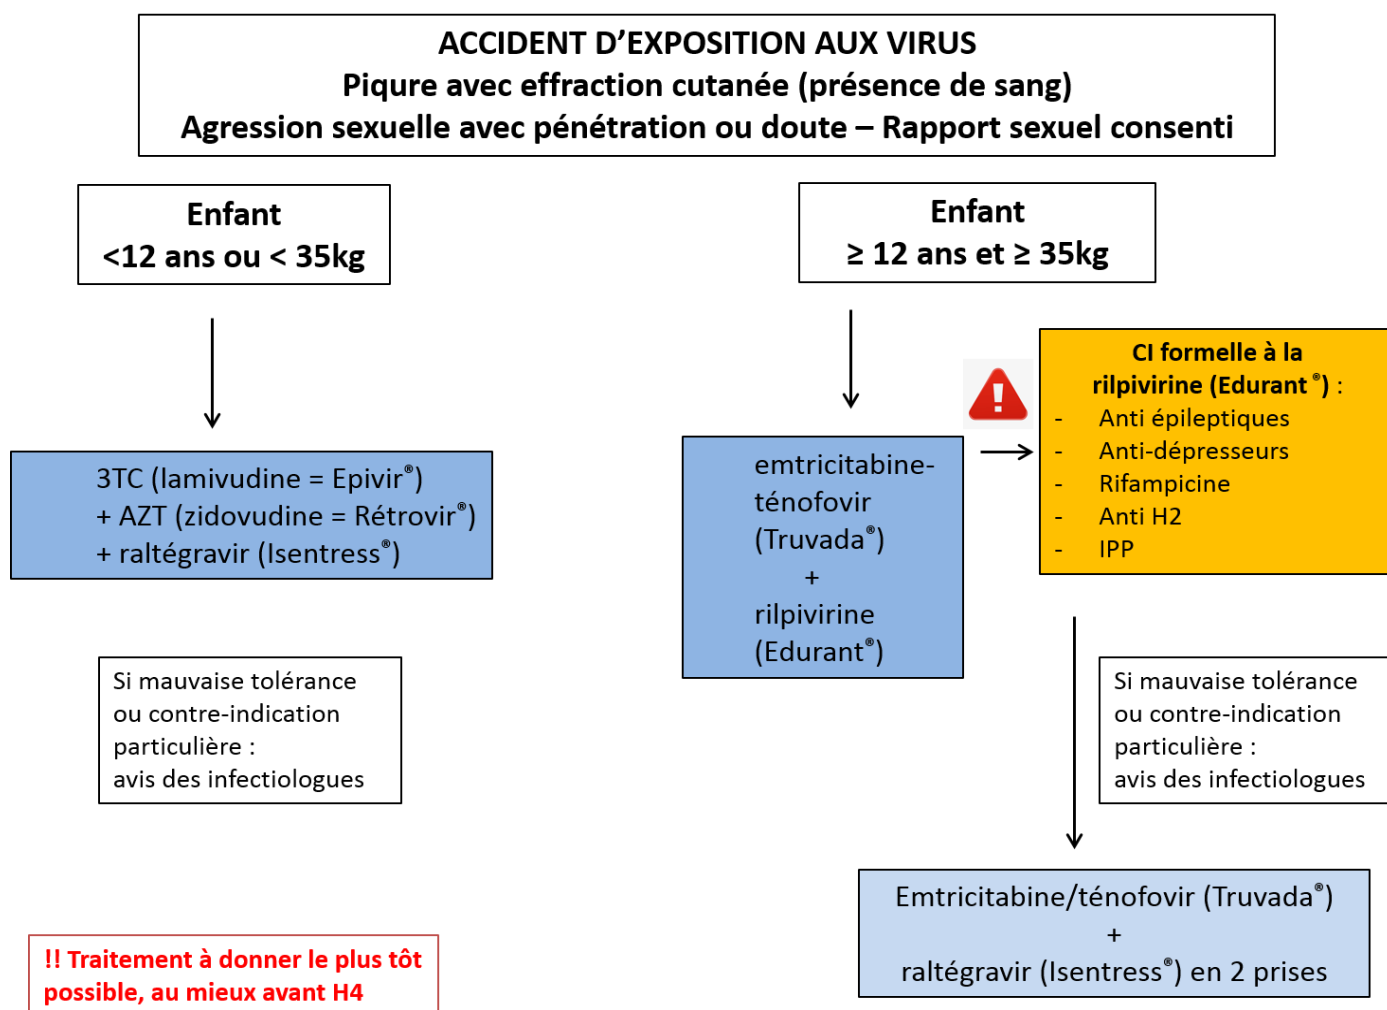 ACCIDENT D’EXPOSITION AUX VIRUS
Piqure avec effraction cutanée (présence de sang)
Agression sexuelle avec pénétration ou doute – Rapport sexuel consenti
Enfant
<12 ans ou < 35kg
Enfant
≥ 12 ans et ≥ 35kg
3TC (lamivudine = Epivir®)
+ AZT (zidovudine = Rétrovir®)
+ raltégravir (Isentress®)
emtricitabine-
ténofovir
(Truvada®)
+
rilpivirine
(Edurant®)
!
CI formelle à la
rilpivirine (Edurant ®) :
- Anti épileptiques
- Anti-dépresseurs
- Rifampicine
- Anti H2
- IPP
Si mauvaise tolérance
ou contre-indication
particulière :
avis des infectiologues
Si mauvaise tolérance
ou contre-indication
particulière :
avis des infectiologues
Emtricitabine/ténofovir (Truvada®)
+
raltégravir (Isentress®) en 2 prises
!! Traitement à donner le plus tôt
possible, au mieux avant H4